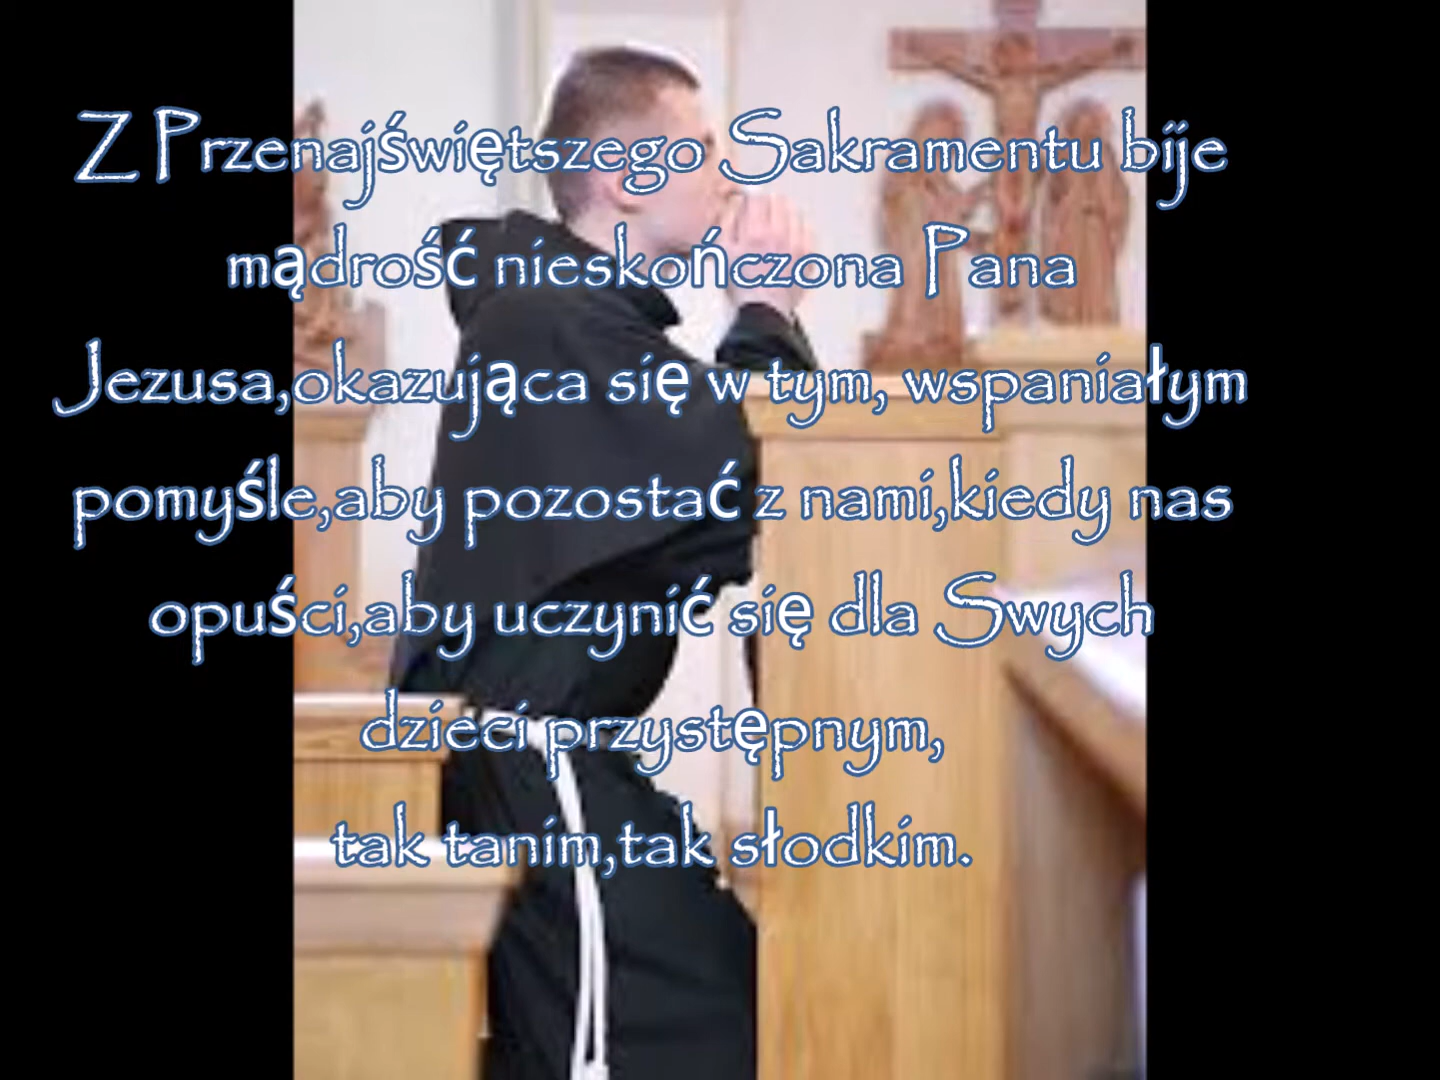 Z Przenajświętszego Sakramentu bije
mądrość nieskończona Pana
Jezusa,okazująca się w tym, wspaniałym
pomyśle,aby pozostać z nami,kiedy nas
opuści,aby uczynić się dla Swych
dzieci przystępnym,
tak tanim,tak słodkim.